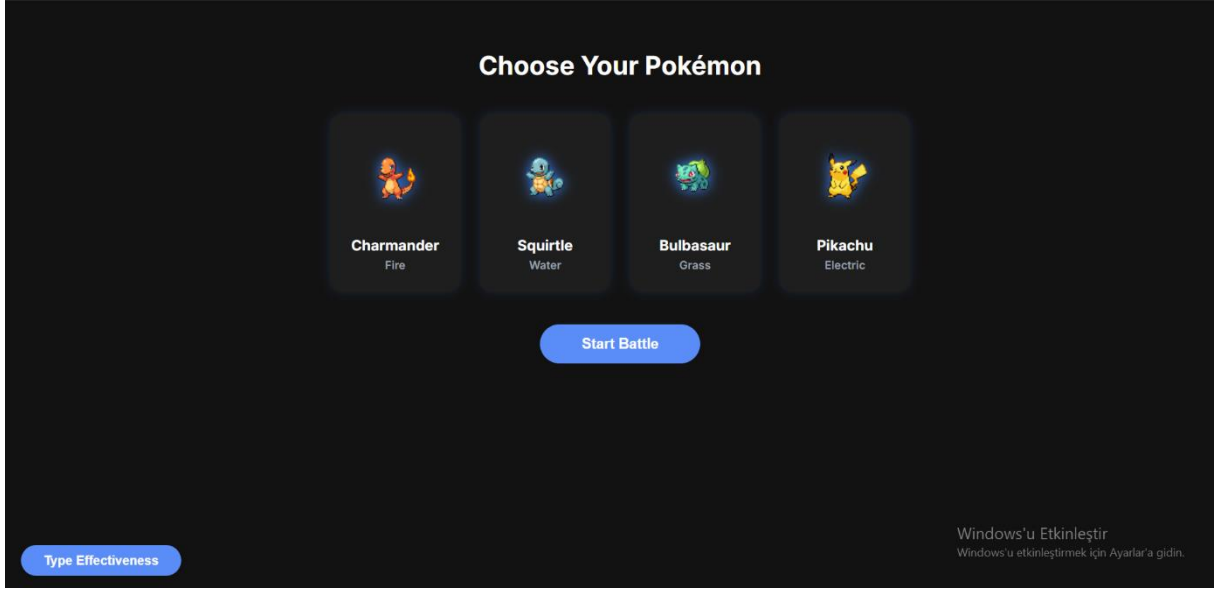 Choose Your Pokémon
Charmander
Fire
Squirtle
Water
Bulbasaur
Grass
Pikachu
Electric
Start Battle
Type Effectiveness
Windows'u Etkinleştir
Windows'u etkinleştirmek için Ayarlar'a gidin.